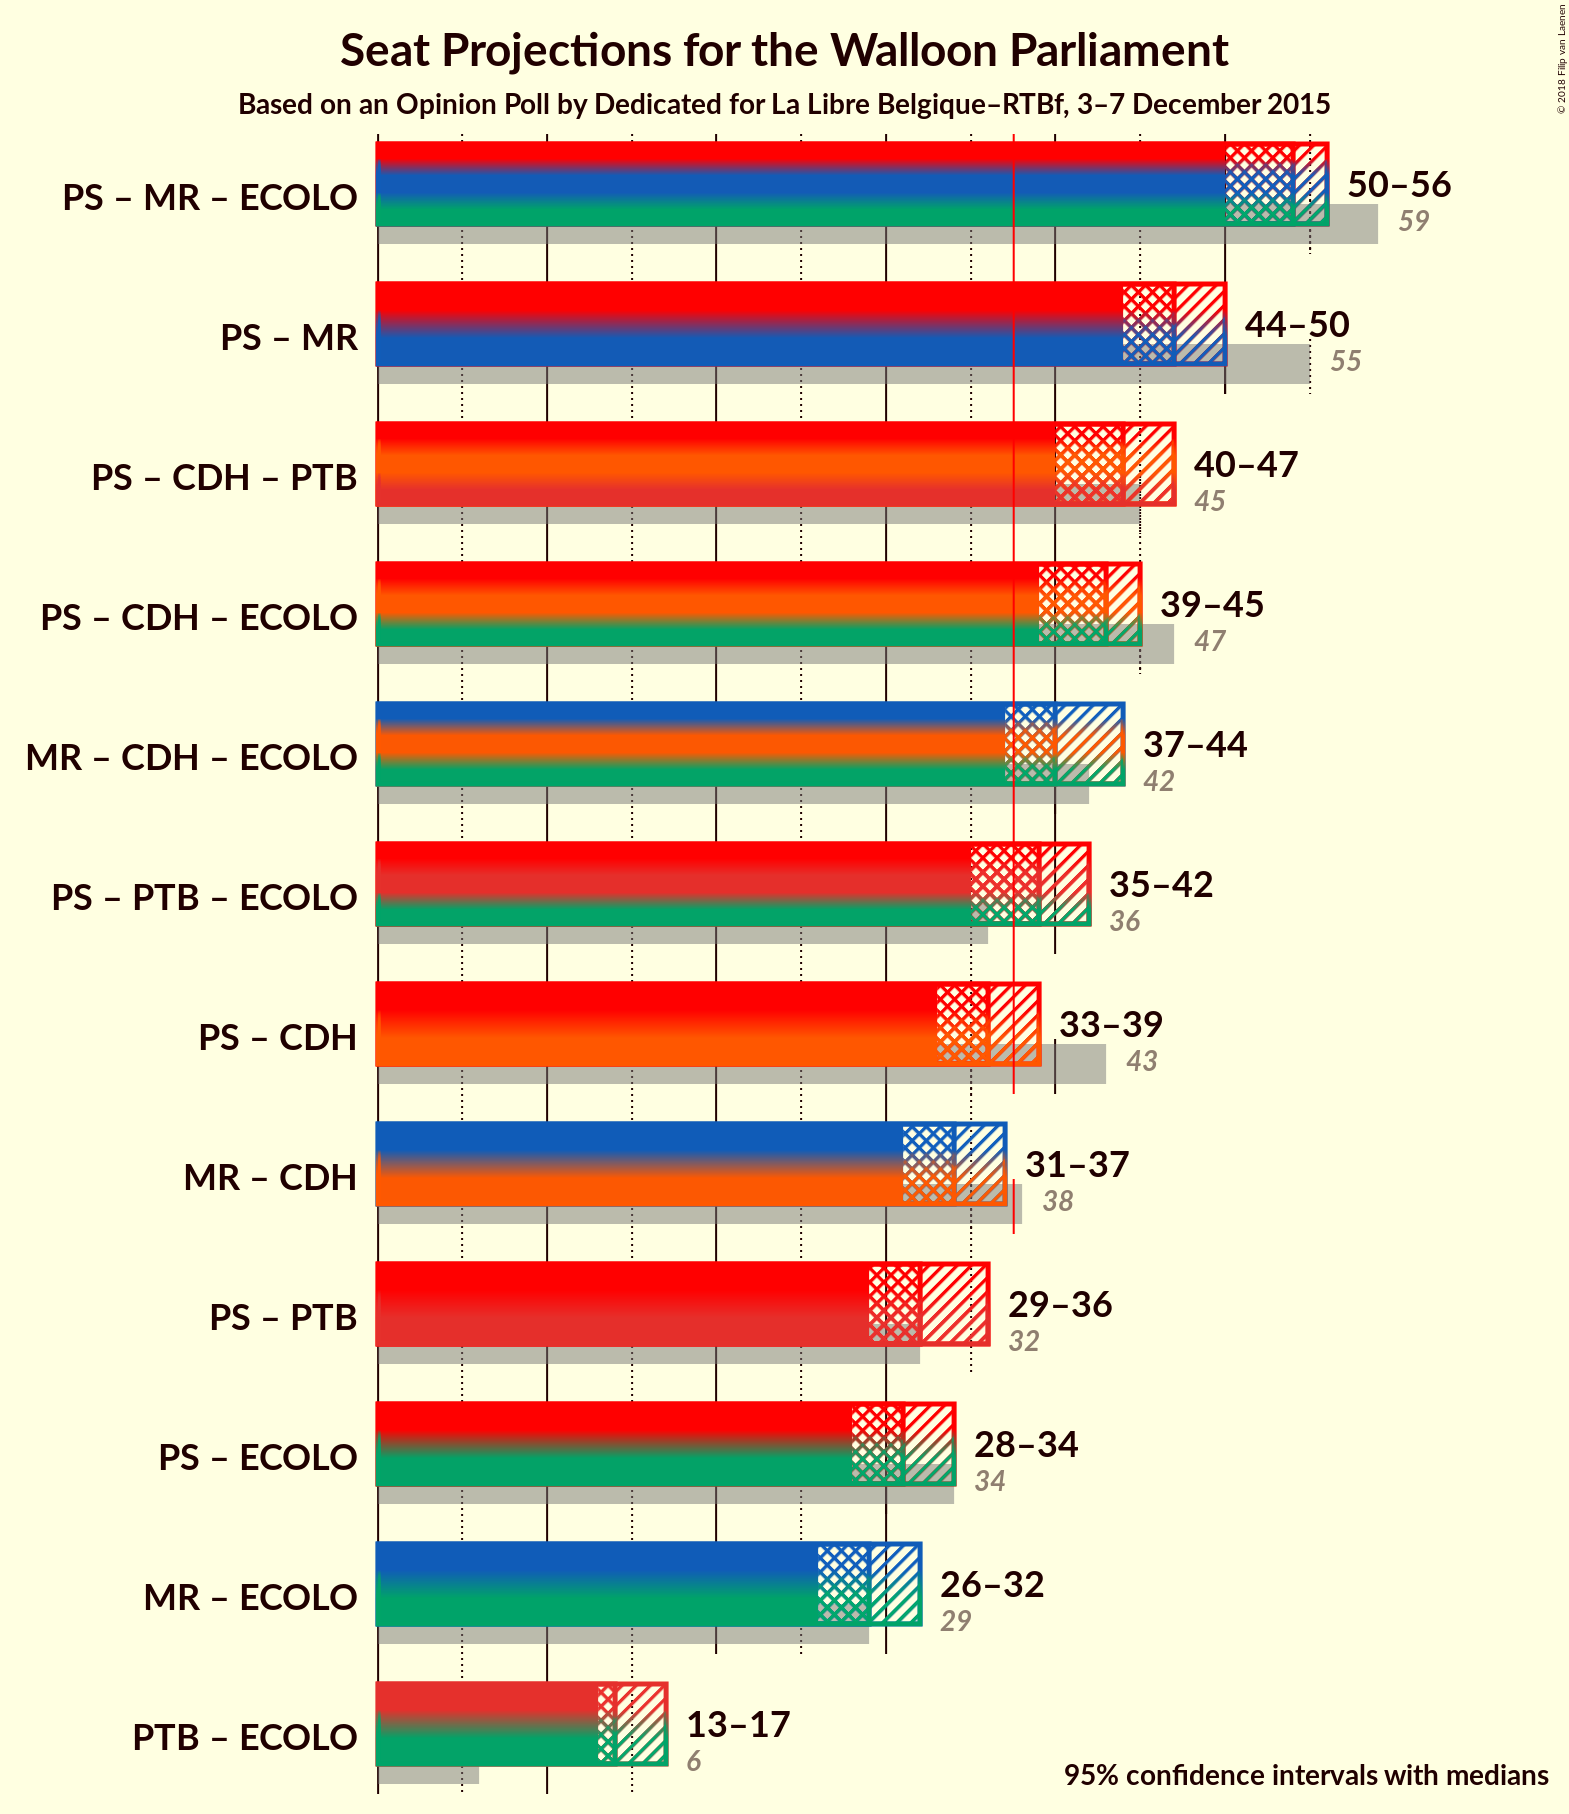 Seat Projections for the Walloon Parliament
Based on an Opinion Poll by Dedicated for La Libre Belgique–RTBf, 3–7 December 2015
© 2018 Filip van Laenen
PS – MR – ECOLO
50–56
59
PS – MR
44–50
55
PS – CDH – PTB
40–47
45
PS – CDH – ECOLO
39–45
47
MR – CDH – ECOLO
37–44
42
PS – PTB – ECOLO
35–42
36
PS – CDH
33–39
43
MR – CDH
31–37
38
PS – PTB
29–36
32
PS – ECOLO
28–34
34
MR – ECOLO
26–32
29
PTB – ECOLO
13–17
6
95% confidence intervals with medians